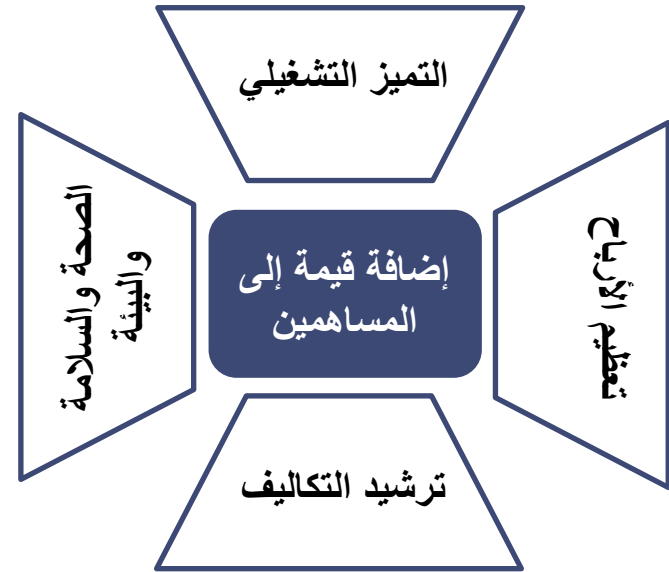 التميز التشغيلي
تعظيم الأرباح
إضافة قيمة إلى
المساهمين
الصحة والسلامة
والبيئة
ترشيد التكاليف